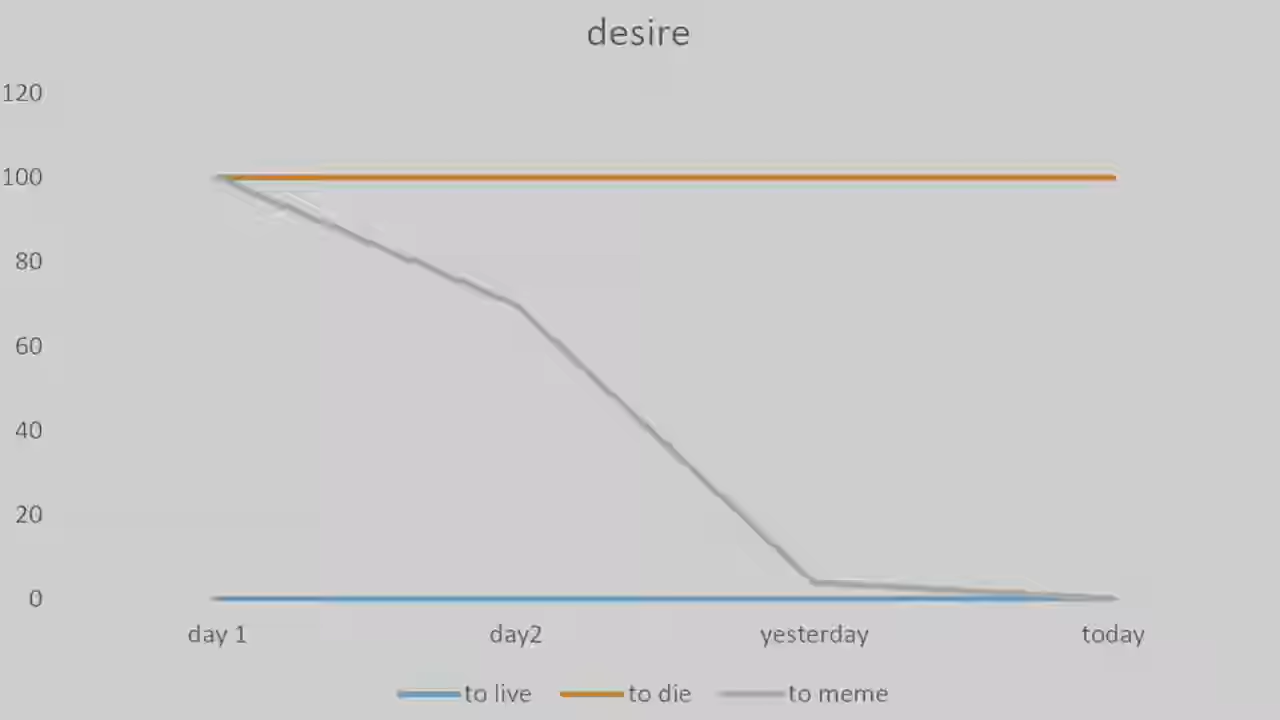 desire
120
100
80
60
40
20
0
day 1 day2 yesterday today
to live to die to meme